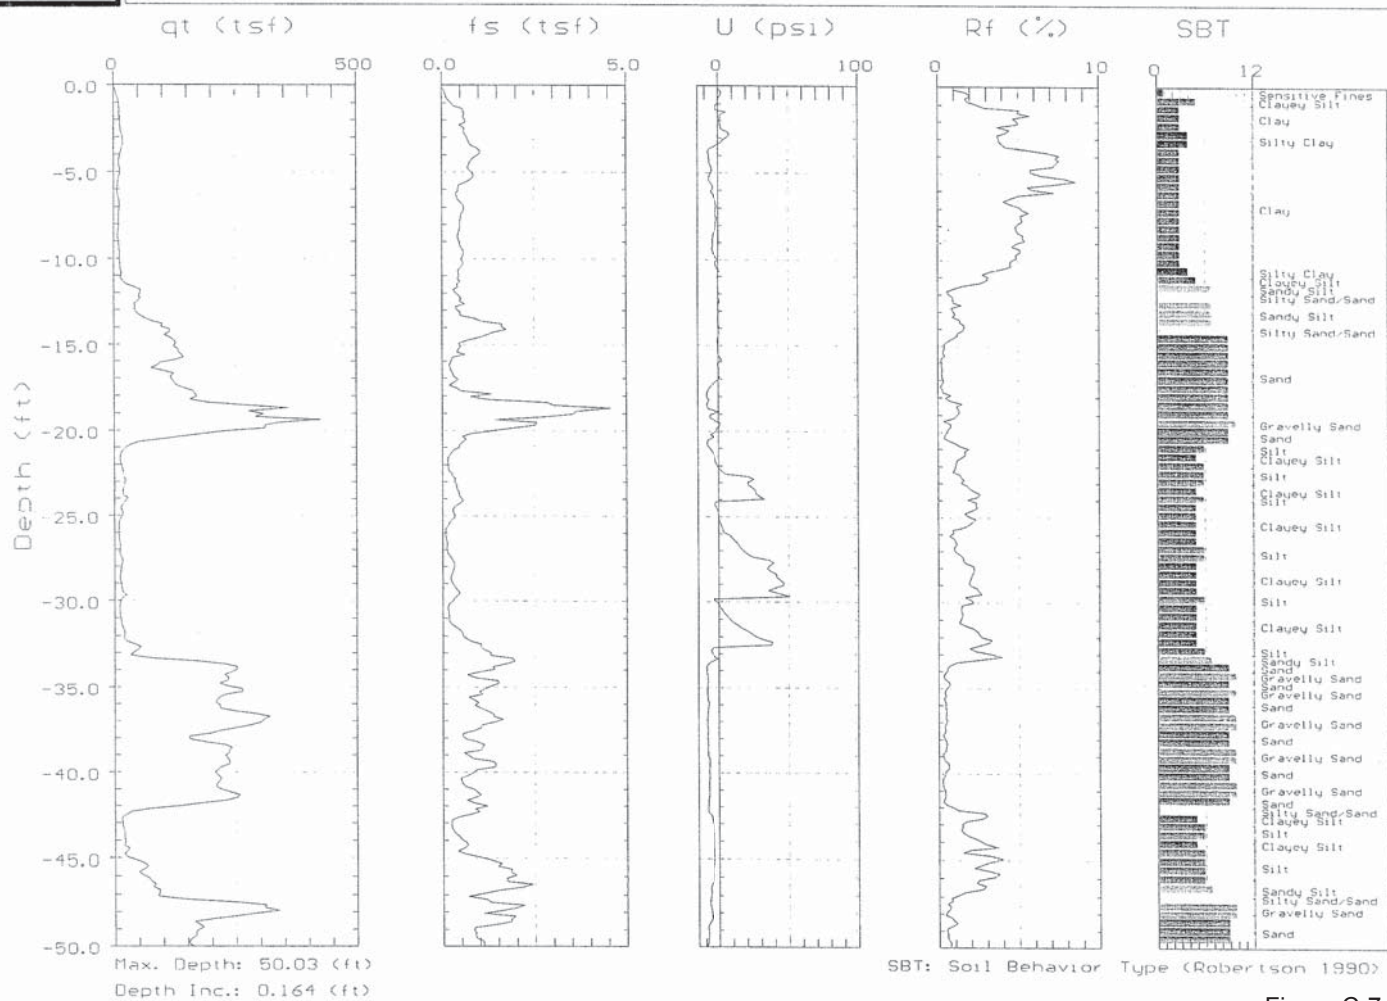 qt (tsf)
fs (tsf)
U (psi)
Rf (%)
SBT
0
500
0.0
5.0
0
100
0
10
0
12
Depth (ft)
0.0
-5.0
-10.0
-15.0
-20.0
-25.0
-30.0
-35.0
-40.0
-45.0
-50.0
Sensitive Fines
Clayey Silt
Clay
Silty Clay
Clay
Silty Clay
Clayey Silt
Sandy Silt
Silty Sand/Sand
Sandy Silt
Silty Sand/Sand
Sand
Gravelly Sand
Sand
Silt
Clayey Silt
Silt
Clayey Silt
Silt
Clayey Silt
Silt
Clayey Silt
Silt
Clayey Silt
Silt
Sandy Silt
Sand
Gravelly Sand
Sand
Gravelly Sand
Sand
Gravelly Sand
Sand
Gravelly Sand
Sand
Gravelly Sand
Sand
Silty Sand/Sand
Clayey Silt
Silt
Clayey Silt
Silt
Sandy Silt
Silty Sand/Sand
Gravelly Sand
Sand
Max. Depth: 50.03 (ft)
Depth Inc.: 0.164 (ft)
SBT: Soil Behavior Type (Robertson 1990)